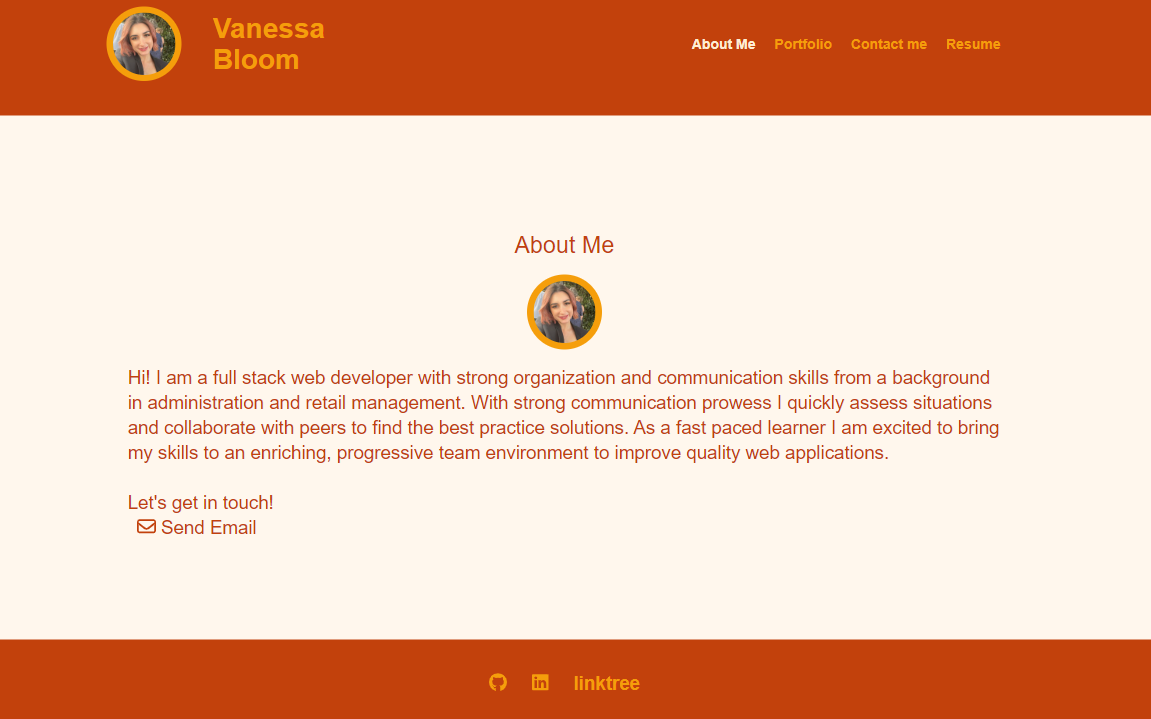 Vanessa
Bloom
About Me Portfolio Contact me Resume
About Me
Hi! I am a full stack web developer with strong organization and communication skills from a background
in administration and retail management. With strong communication prowess I quickly assess situations
and collaborate with peers to find the best practice solutions. As a fast paced learner I am excited to bring
my skills to an enriching, progressive team environment to improve quality web applications.
Let's get in touch!
Send Email
in linktree